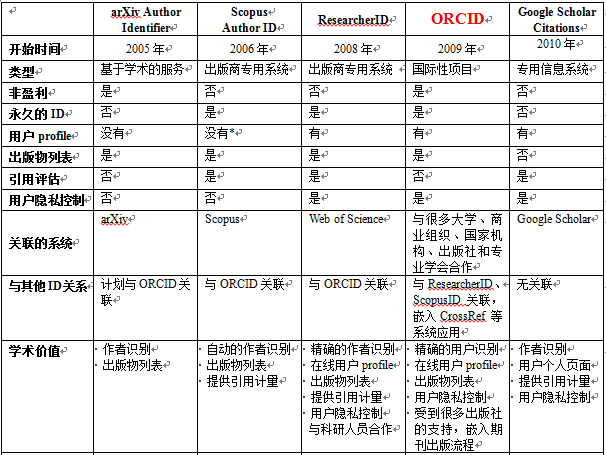 arXiv Author Identifier Scopus Author ID ResearcherID ORCID Google Scholar Citations
开始时间 2005 年 2006 年 2008 年 2009 年 2010 年
类型 基于学术的服务 出版商专用系统 出版商专用系统 国际性项目 专用信息系统
非盈利 是 否 否 是 否
永久的 ID 否 是 是 是 否
用户 profile 没有 没有* 有 有 有
出版物列表 是 是 是 是 否
引用评估 否 是 是 否 是
用户隐私控制 否 否 是 是 是
关联的系统 arXiv Scopus Web of Science 与很多大学、商业组织、国家机构、出版社和专业学会合作 Google Scholar
与其他 ID 关系 计划与 ORCID 关联 与 ORCID 关联 与 ORCID 关联 与 ResearcherID、ScopusID 关联，嵌入 CrossRef 等系统应用 无关联
学术价值
· 作者识别
· 出版物列表
· 自动的作者识别
· 出版物列表
· 提供引用计量
· 精确的作者识别
· 在线用户 profile
· 出版物列表
· 提供引用计量
· 用户隐私控制
与科研人员合作
· 精确的用户识别
· 在线用户 profile
· 出版物列表
· 用户隐私控制
· 受到很多出版社的支持，嵌入期刊出版流程
· 作者识别
· 用户个人页面
· 提供引用计量
· 用户隐私控制